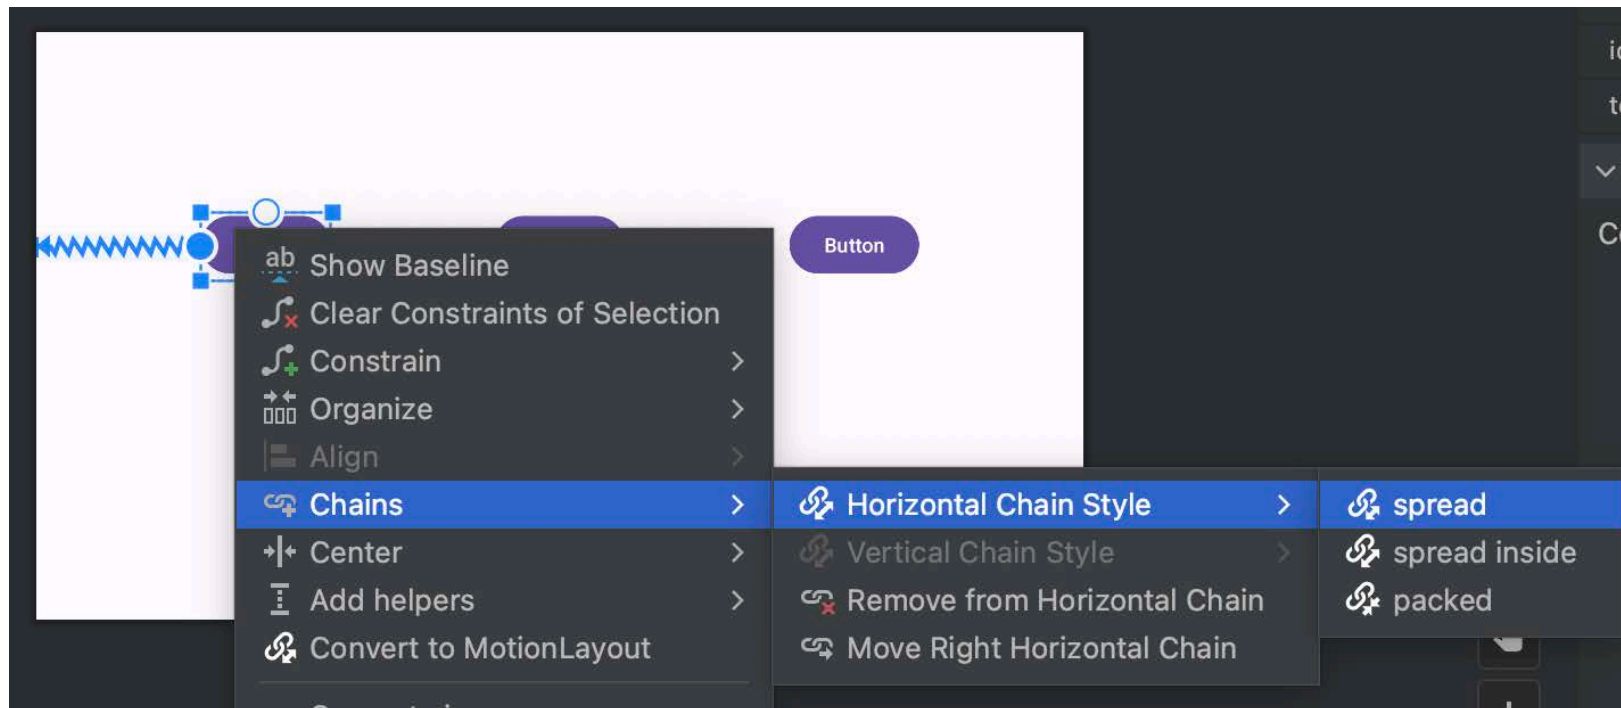 Button
ab Show Baseline
Clear Constraints of Selection
Constrain
Organize
Align
Chains
Center
Add helpers
Convert to MotionLayout
Horizontal Chain Style
Vertical Chain Style
Remove from Horizontal Chain
Move Right Horizontal Chain
spread
spread inside
packed